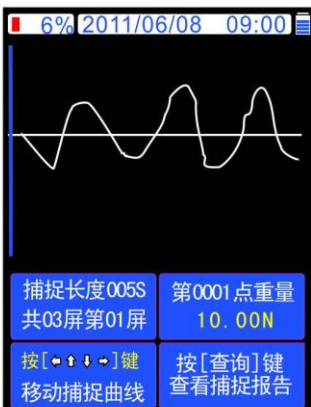 6% 2011/06/08 09:00
捕捉长度005S
共03屏第01屏
第0001点重量
10.00N
按[←↑↓→]键
移动捕捉曲线
按[查询]键
查看捕捉报告